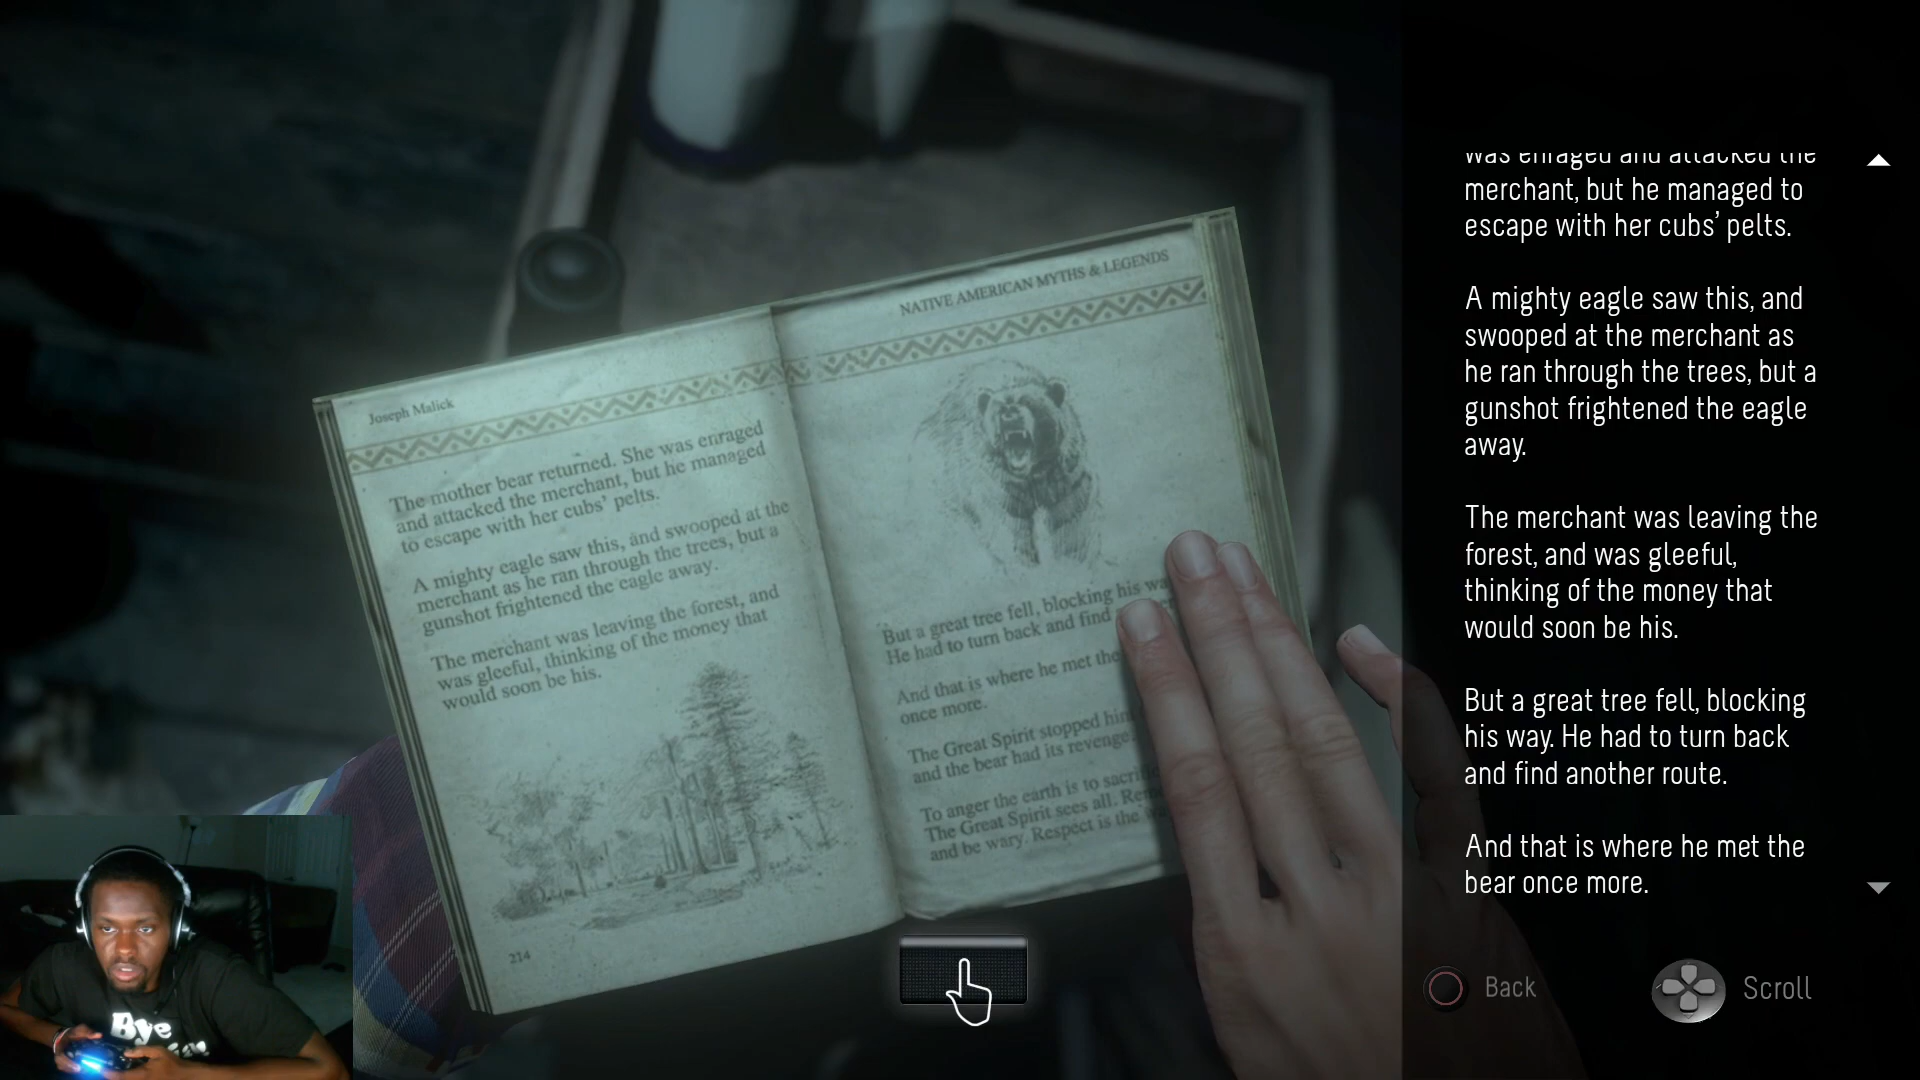 Joseph Malick
The mother bear returned. She was enraged
and attacked the merchant, but he managed
to escape with her cubs' pelts.
A mighty eagle saw this, and swooped at the
merchant as he ran through the trees, but a
gunshot frightened the eagle away.
The merchant was leaving the forest, and
was gleeful, thinking of the money that
would soon be his.
214
NATIVE AMERICAN MYTHS & LEGENDS
But a great tree fell, blocking his
He had to turn back and find
And that is where he met the
once more.
The Great Spirit stopped him
and the bear had its revenge
To anger the earth is to
The Great Spirit sees all.
and be wary. Respect is the
was enraged and attacked the
merchant, but he managed to
escape with her cubs' pelts.
A mighty eagle saw this, and
swooped at the merchant as
he ran through the trees, but a
gunshot frightened the eagle
away.
The merchant was leaving the
forest, and was gleeful,
thinking of the money that
would soon be his.
But a great tree fell, blocking
his way. He had to turn back
and find another route.
And that is where he met the
bear once more.
Back
Scroll
Bye